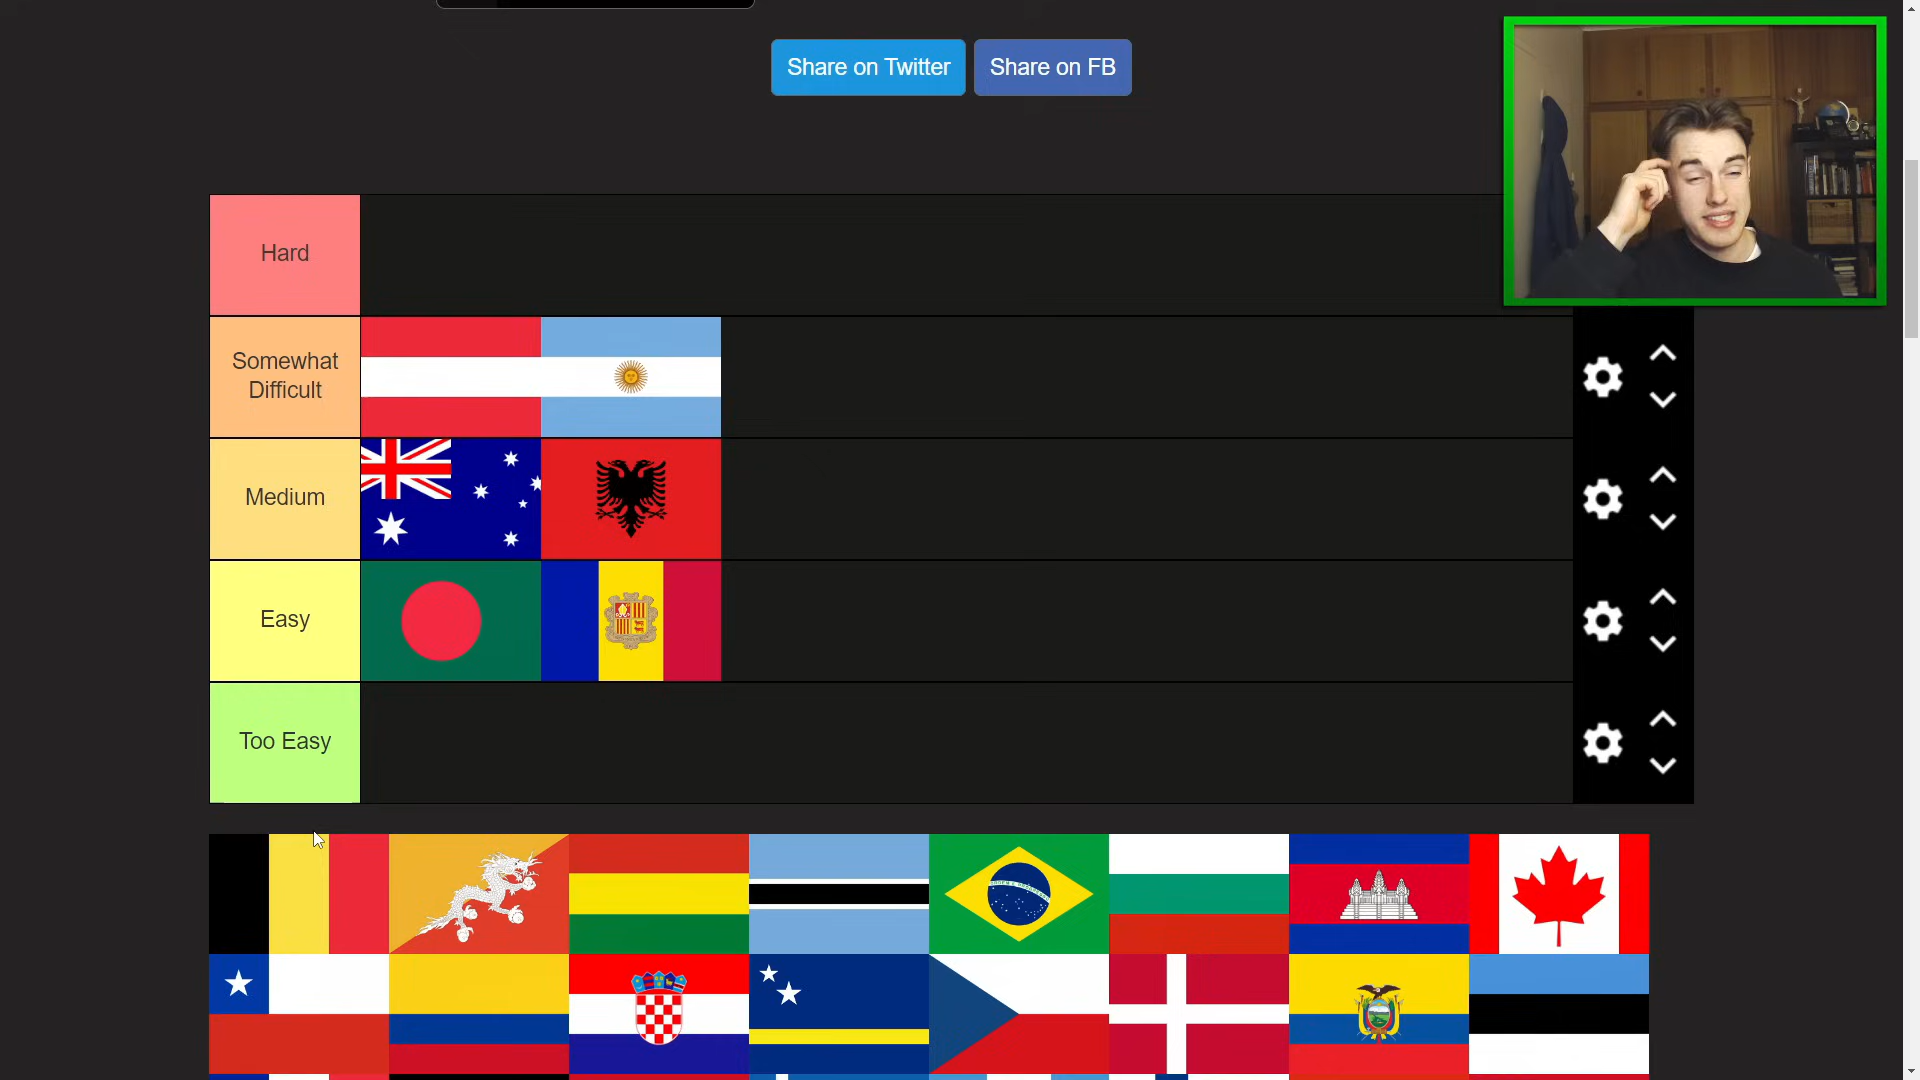 Share on Twitter Share on FB
Hard
Somewhat
Difficult
Medium
Easy
Too Easy